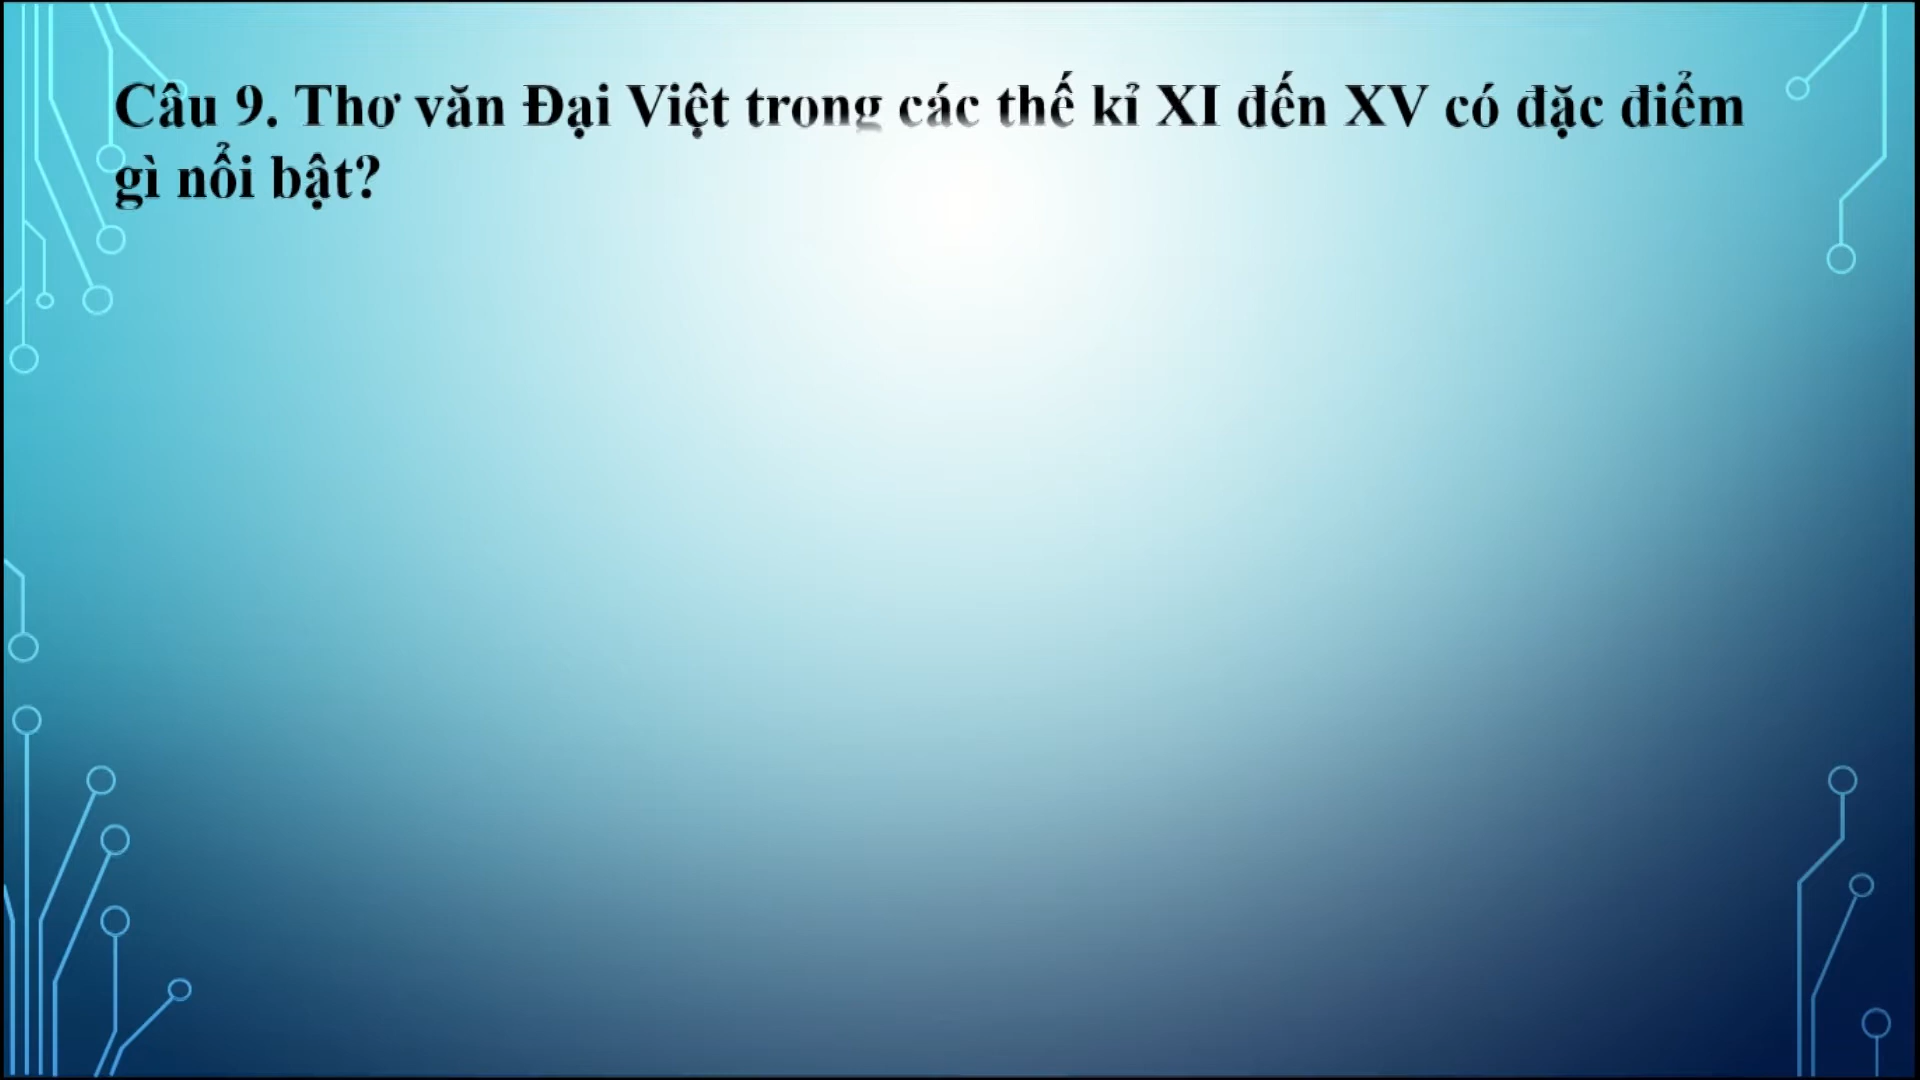 Câu 9. Thơ văn Đại Việt trong các thế kỉ XI đến XV có đặc điểm
gì nổi bật?